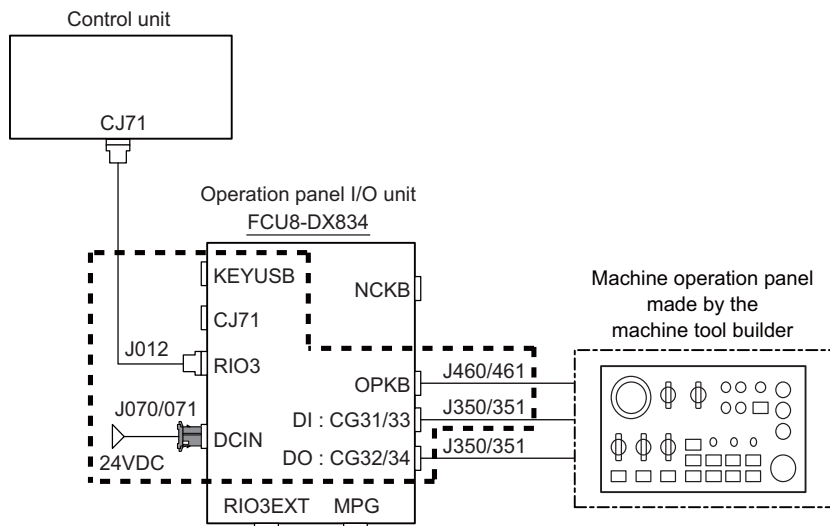 Control unit
CJ71
Operation panel I/O unit
FCU8-DX834
KEYUSB
NCKB
CJ71
J012
RIO3
Machine operation panel
made by the
machine tool builder
OPKB
J460/461
J070/071
DI : CG31/33
J350/351
DCIN
24VDC
DO : CG32/34
J350/351
RIO3EXT
MPG